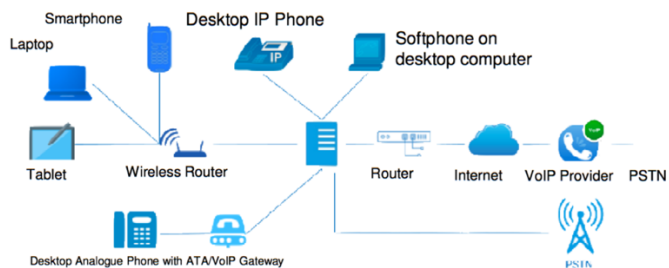 Smartphone
Desktop IP Phone
Laptop
Softphone on
desktop computer
IP
VoIP
Tablet
Wireless Router
Router
Internet
VoIP Provider
PSTN
Desktop Analogue Phone with ATA/VoIP Gateway
PSTN